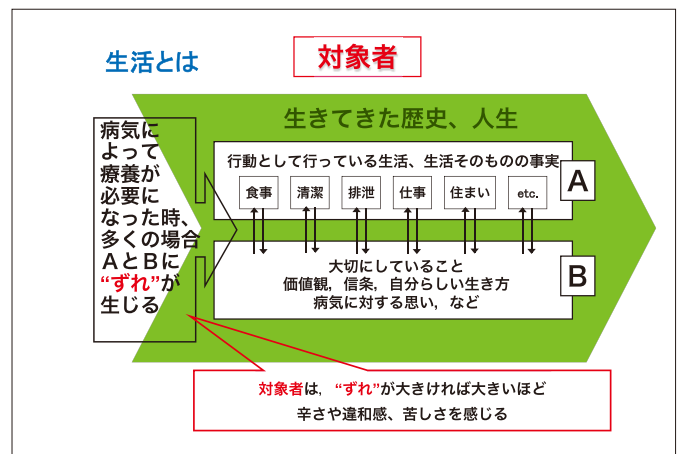 生活とは
対象者
生きてきた歴史、人生
病気に
よって
療養が
必要に
なった時、
多くの場合
AとBに
“ずれ”が
生じる
行動として行っている生活、生活そのものの事実
A
食事
清潔
排泄
仕事
住まい
etc.
大切にしていること
価値観，信条，自分らしい生き方
病気に対する思い，など
B
対象者は，“ずれ”が大きければ大きいほど
辛さや違和感、苦しさを感じる